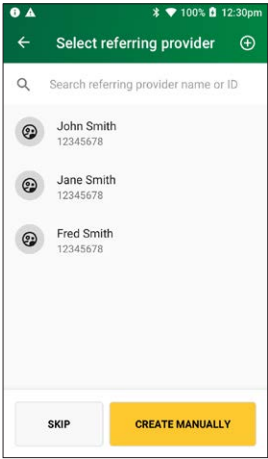 100% 12:30pm
Select referring provider
Search referring provider name or ID
John Smith
12345678
Jane Smith
12345678
Fred Smith
12345678
SKIP CREATE MANUALLY